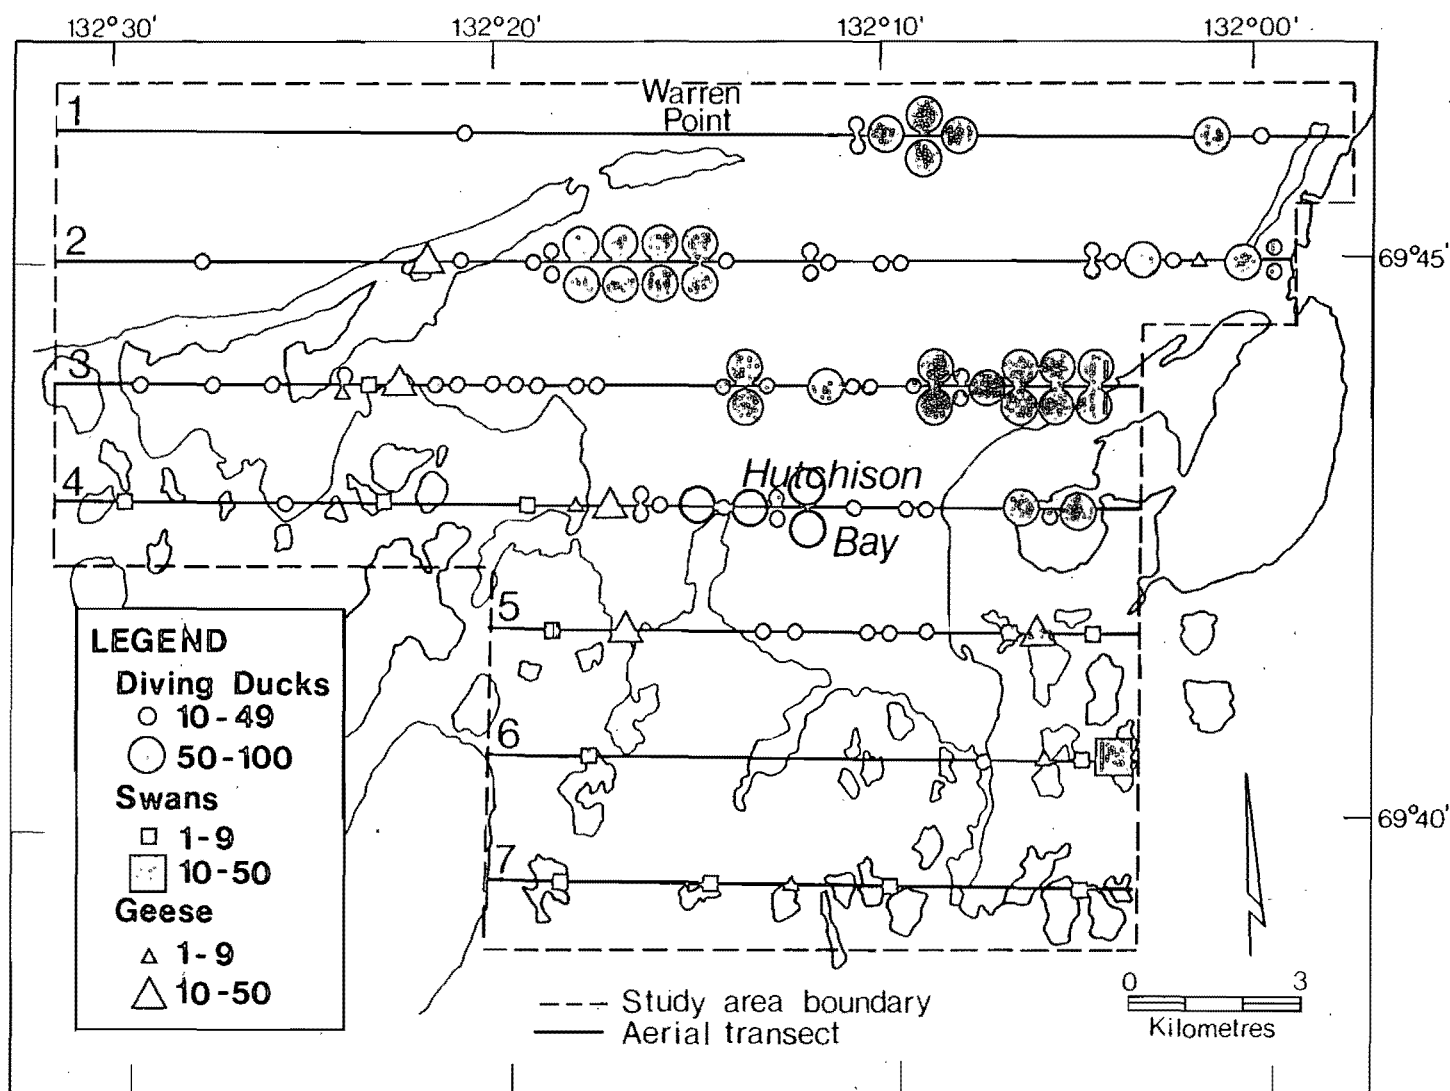 132°30'
132°20'
132°10'
132°00'
1
Warren
Point
2
69°45'
3
4
Hutchison
Bay
5
6
7
69°40'
LEGEND
Diving Ducks
10-49
50-100
Swans
1-9
10-50
Geese
1-9
10-50
Study area boundary
Aerial transect
0 3
Kilometres